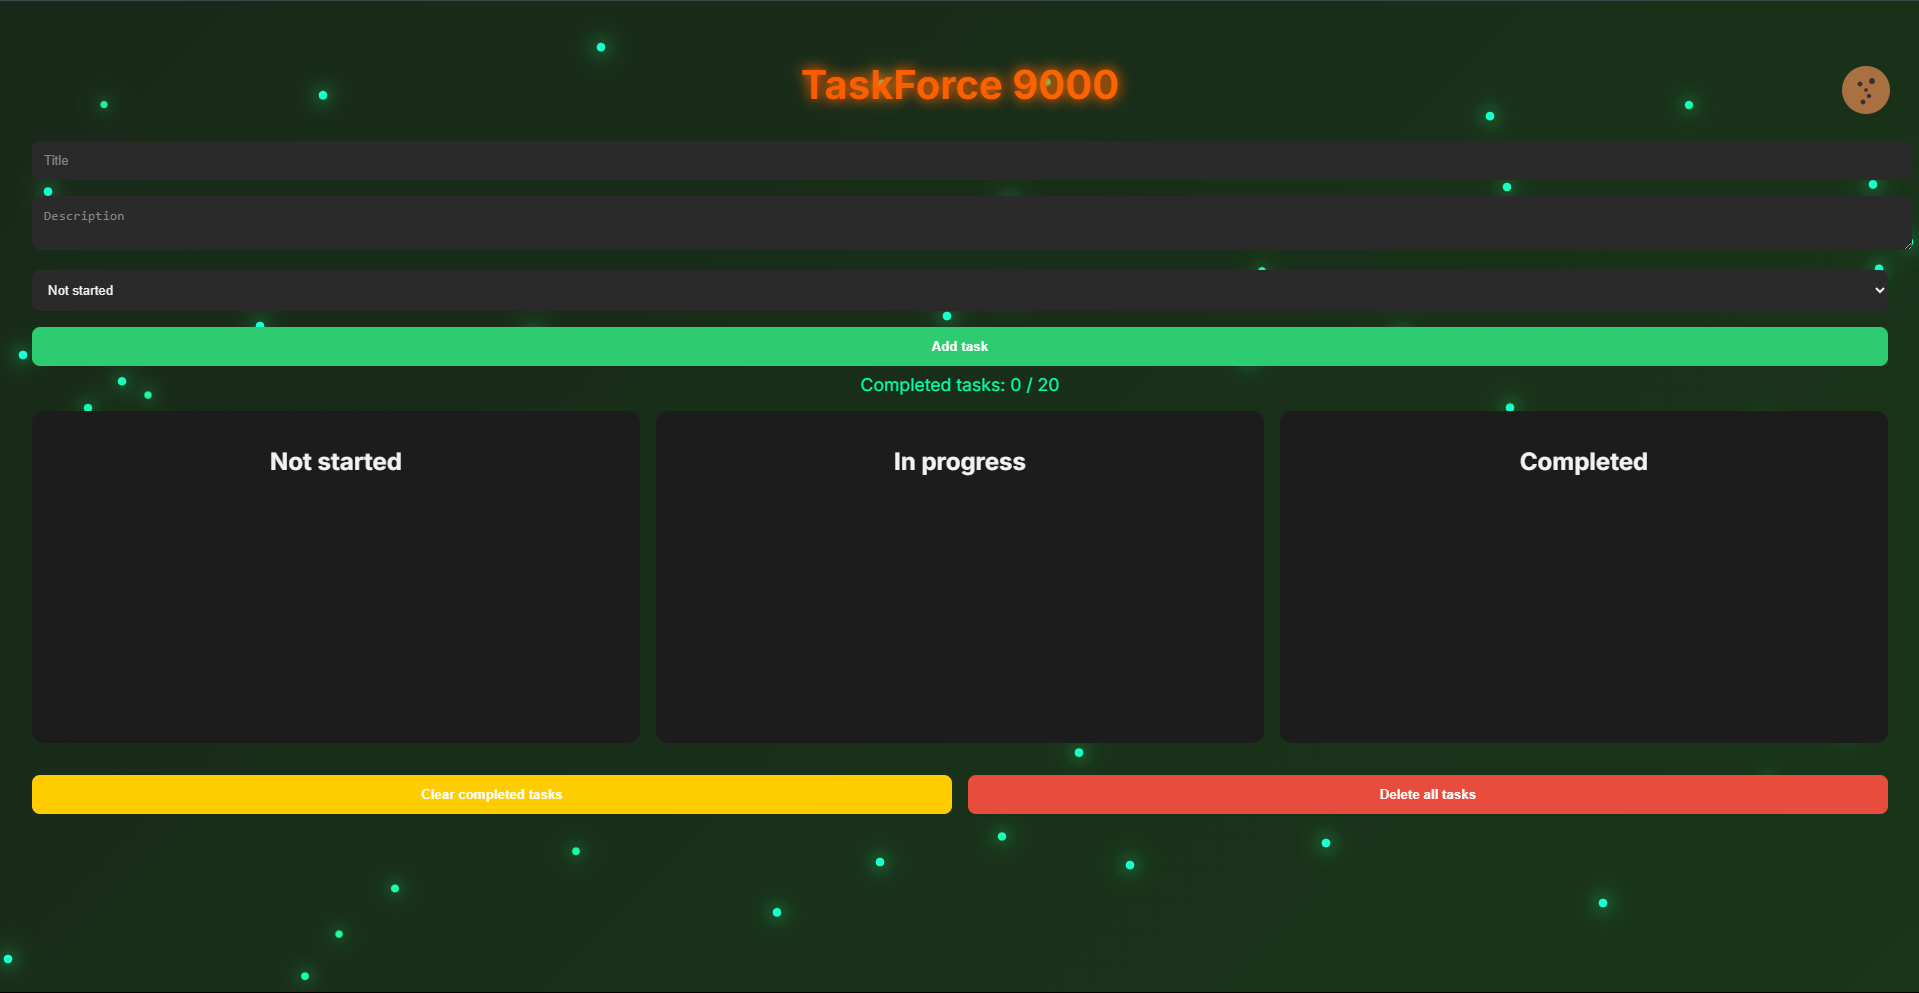 TaskForce 9000
Title
Description
Not started
Add task
Completed tasks: 0 / 20
Not started
In progress
Completed
Clear completed tasks
Delete all tasks